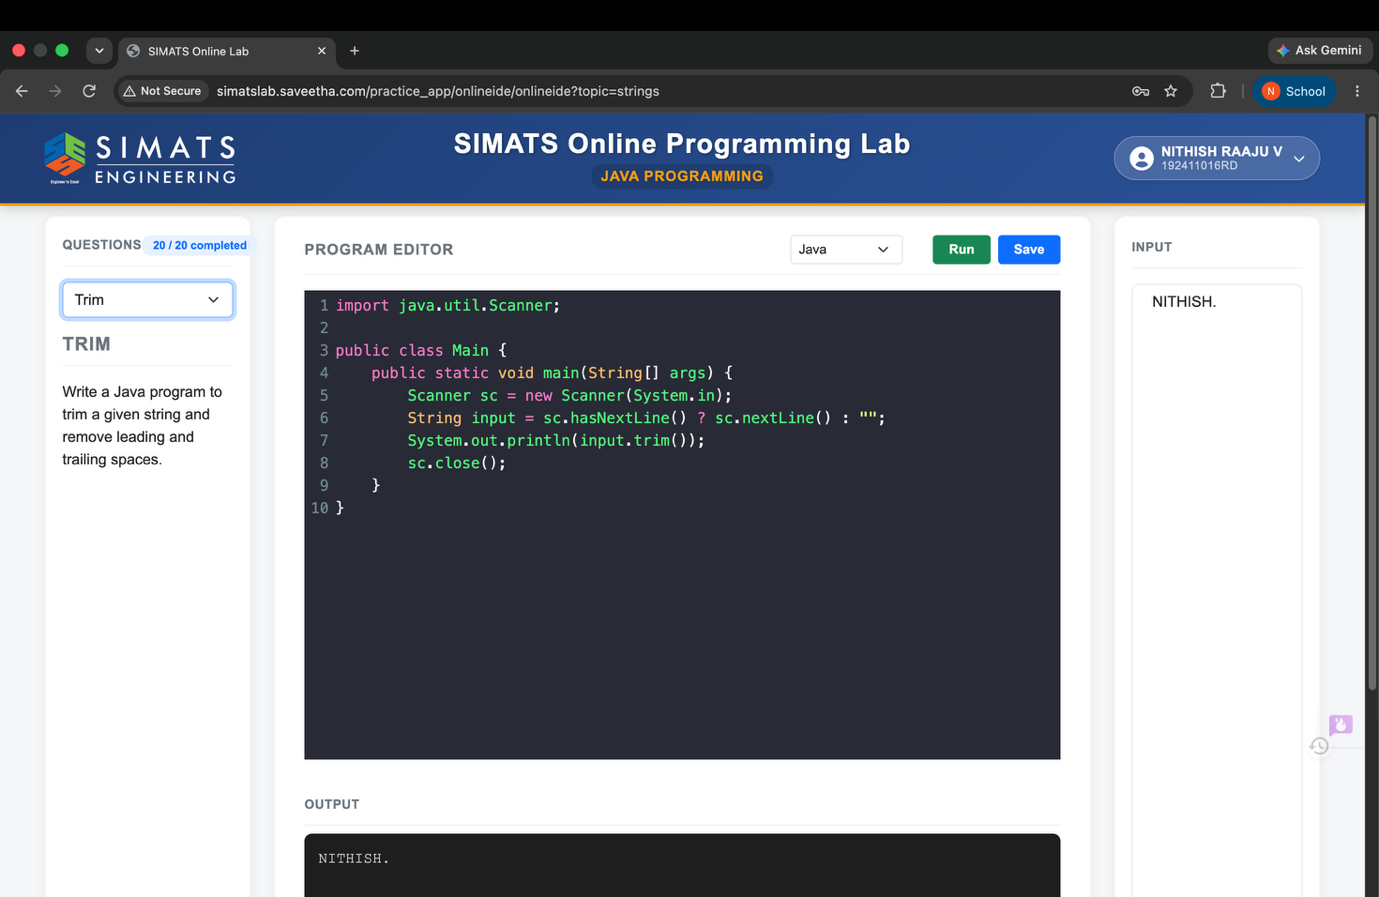 SIMATS Online Lab
Ask Gemini
Not Secure
simatslab.saveetha.com/practice_app/onlineide/onlineide?topic=strings
N School
SIMATS
ENGINEERING
Engineer to Excel
SIMATS Online Programming Lab
JAVA PROGRAMMING
NITHISH RAAJU V
192411016RD
QUESTIONS 20 / 20 completed
Trim
TRIM
Write a Java program to
trim a given string and
remove leading and
trailing spaces.
PROGRAM EDITOR
Java
Run
Save
1 import java.util.Scanner;
2
3 public class Main {
4     public static void main(String[] args) {
5         Scanner sc = new Scanner(System.in);
6         String input = sc.hasNextLine() ? sc.nextLine() : "";
7         System.out.println(input.trim());
8         sc.close();
9     }
10 }
OUTPUT
NITHISH.
INPUT
NITHISH.